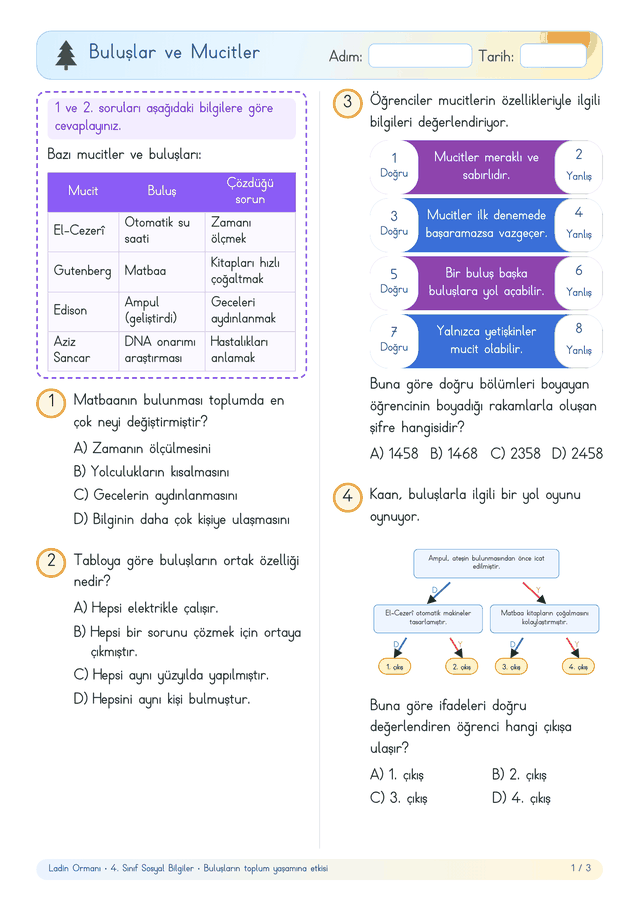 Buluşlar ve Mucitler
Adım:
Tarih:
1 ve 2. soruları aşağıdaki bilgilere göre
cevaplayınız.
Bazı mucitler ve buluşları:
Mucit
Buluş
Çözdüğü
sorun
El-Cezerî
Otomatik su
saati
Zamanı
ölçmek
Gutenberg
Matbaa
Kitapları hızlı
çoğaltmak
Edison
Ampul
(geliştirdi)
Geceleri
aydınlanmak
Aziz
Sancar
DNA onarımı
araştırması
Hastalıkları
anlamak
1
Matbaanın bulunması toplumda en
çok neyi değiştirmiştir?
A) Zamanın ölçülmesini
B) Yolculukların kısalmasını
C) Gecelerin aydınlanmasını
D) Bilginin daha çok kişiye ulaşmasını
2
Tabloya göre buluşların ortak özelliği
nedir?
A) Hepsi elektrikle çalışır.
B) Hepsi bir sorunu çözmek için ortaya
çıkmıştır.
C) Hepsi aynı yüzyılda yapılmıştır.
D) Hepsini aynı kişi bulmuştur.
3
Öğrenciler mucitlerin özellikleriyle ilgili
bilgileri değerlendiriyor.
1
Doğru
Mucitler meraklı ve
sabırlıdır.
2
Yanlış
3
Doğru
Mucitler ilk denemede
başaramazsa vazgeçer.
4
Yanlış
5
Doğru
Bir buluş başka
buluşlara yol açabilir.
6
Yanlış
7
Doğru
Yalnızca yetişkinler
mucit olabilir.
8
Yanlış
Buna göre doğru bölümleri boyayan
öğrencinin boyadığı rakamlarla oluşan
şifre hangisidir?
A) 1458 B) 1468 C) 2358 D) 2458
4
Kaan, buluşlarla ilgili bir yol oyunu
oynuyor.
Ampul, ateşin bulunmasından önce icat
edilmiştir.
D
Y
El-Cezerî otomatik makineler
tasarlamıştır.
Matbaa kitapların çoğalmasını
kolaylaştırmıştır.
D
Y
D
Y
1. çıkış
2. çıkış
3. çıkış
4. çıkış
Buna göre ifadeleri doğru
değerlendiren öğrenci hangi çıkışa
ulaşır?
A) 1. çıkış
B) 2. çıkış
C) 3. çıkış
D) 4. çıkış
Ladin Ormanı • 4. Sınıf Sosyal Bilgiler • Buluşların toplum yaşamına etkisi
1 / 3